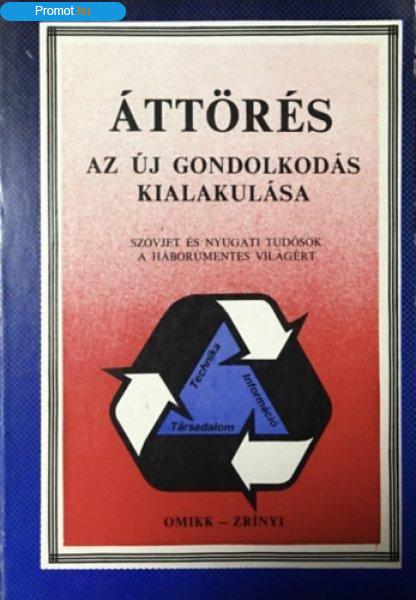 Promot.hu
ÁTTÖRÉS
AZ ÚJ GONDOLKODÁS
KIALAKULÁSA
SZOVJET ÉS NYUGATI TUDÓSOK
A HÁBORÚMENTES VILÁGÉRT
Technika
Információ
Társadalom
OMIKK – ZRÍNYI